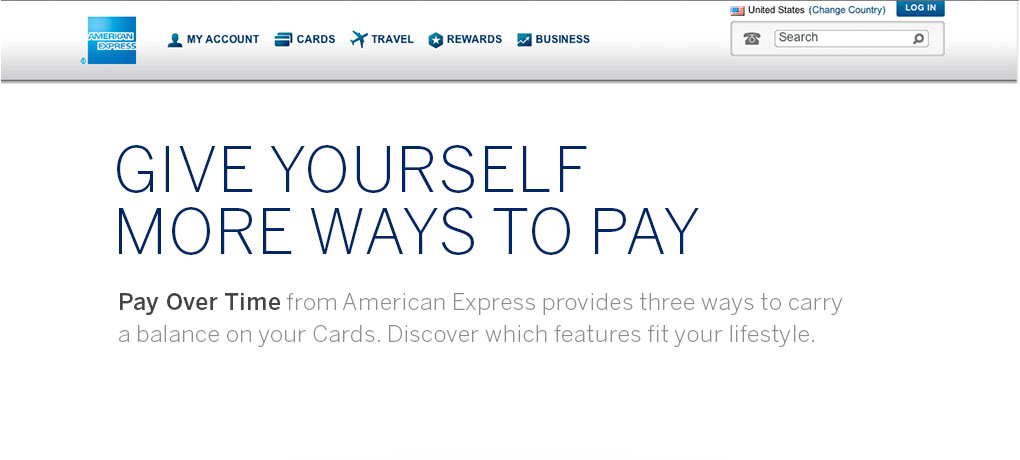 United States (Change Country) LOG IN
AMERICAN
EXPRESS
®
MY ACCOUNT CARDS TRAVEL REWARDS BUSINESS
Search
GIVE YOURSELF
MORE WAYS TO PAY
Pay Over Time from American Express provides three ways to carry
a balance on your Cards. Discover which features fit your lifestyle.